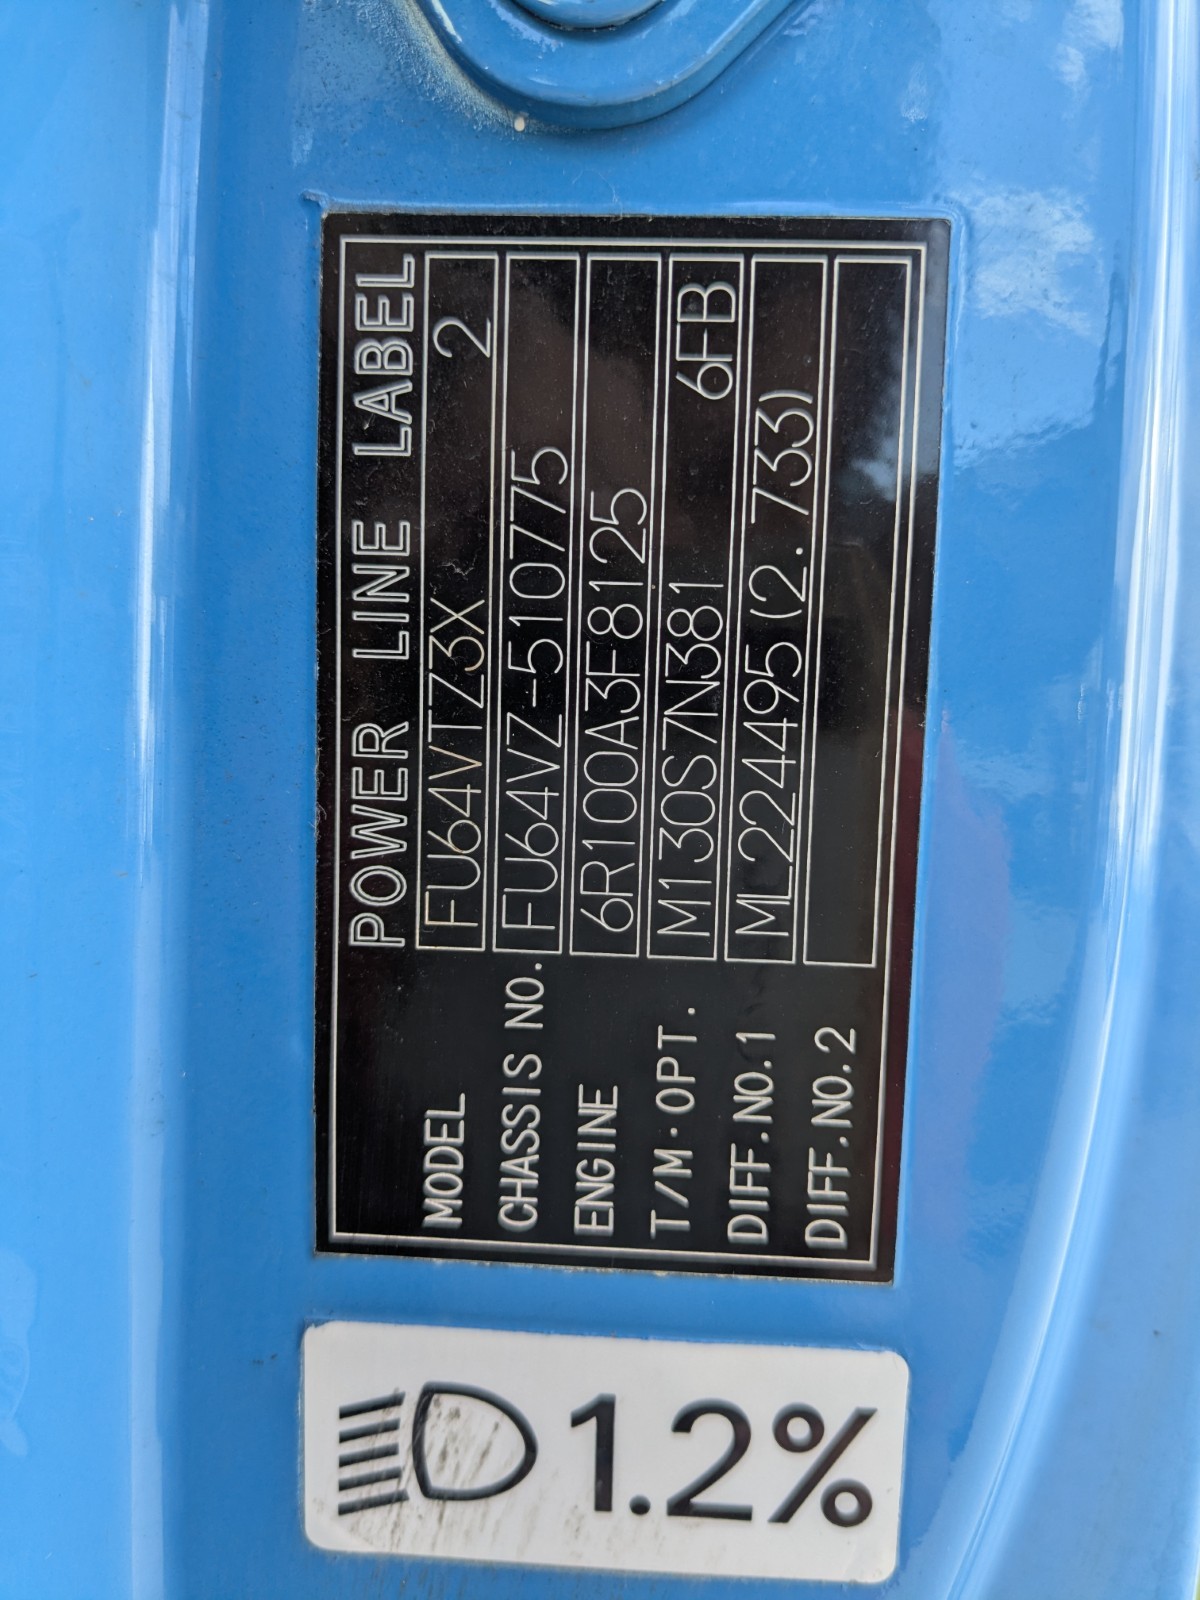 POWER LINE LABEL
MODEL FU64VTZ3X 2
CHASSIS NO. FU64VZ-510775
ENGINE 6R100A3F8125
T/M·OPT. M130S7N381 6FB
DIFF.NO.1 ML224495(2.733)
DIFF.NO.2
1.2%